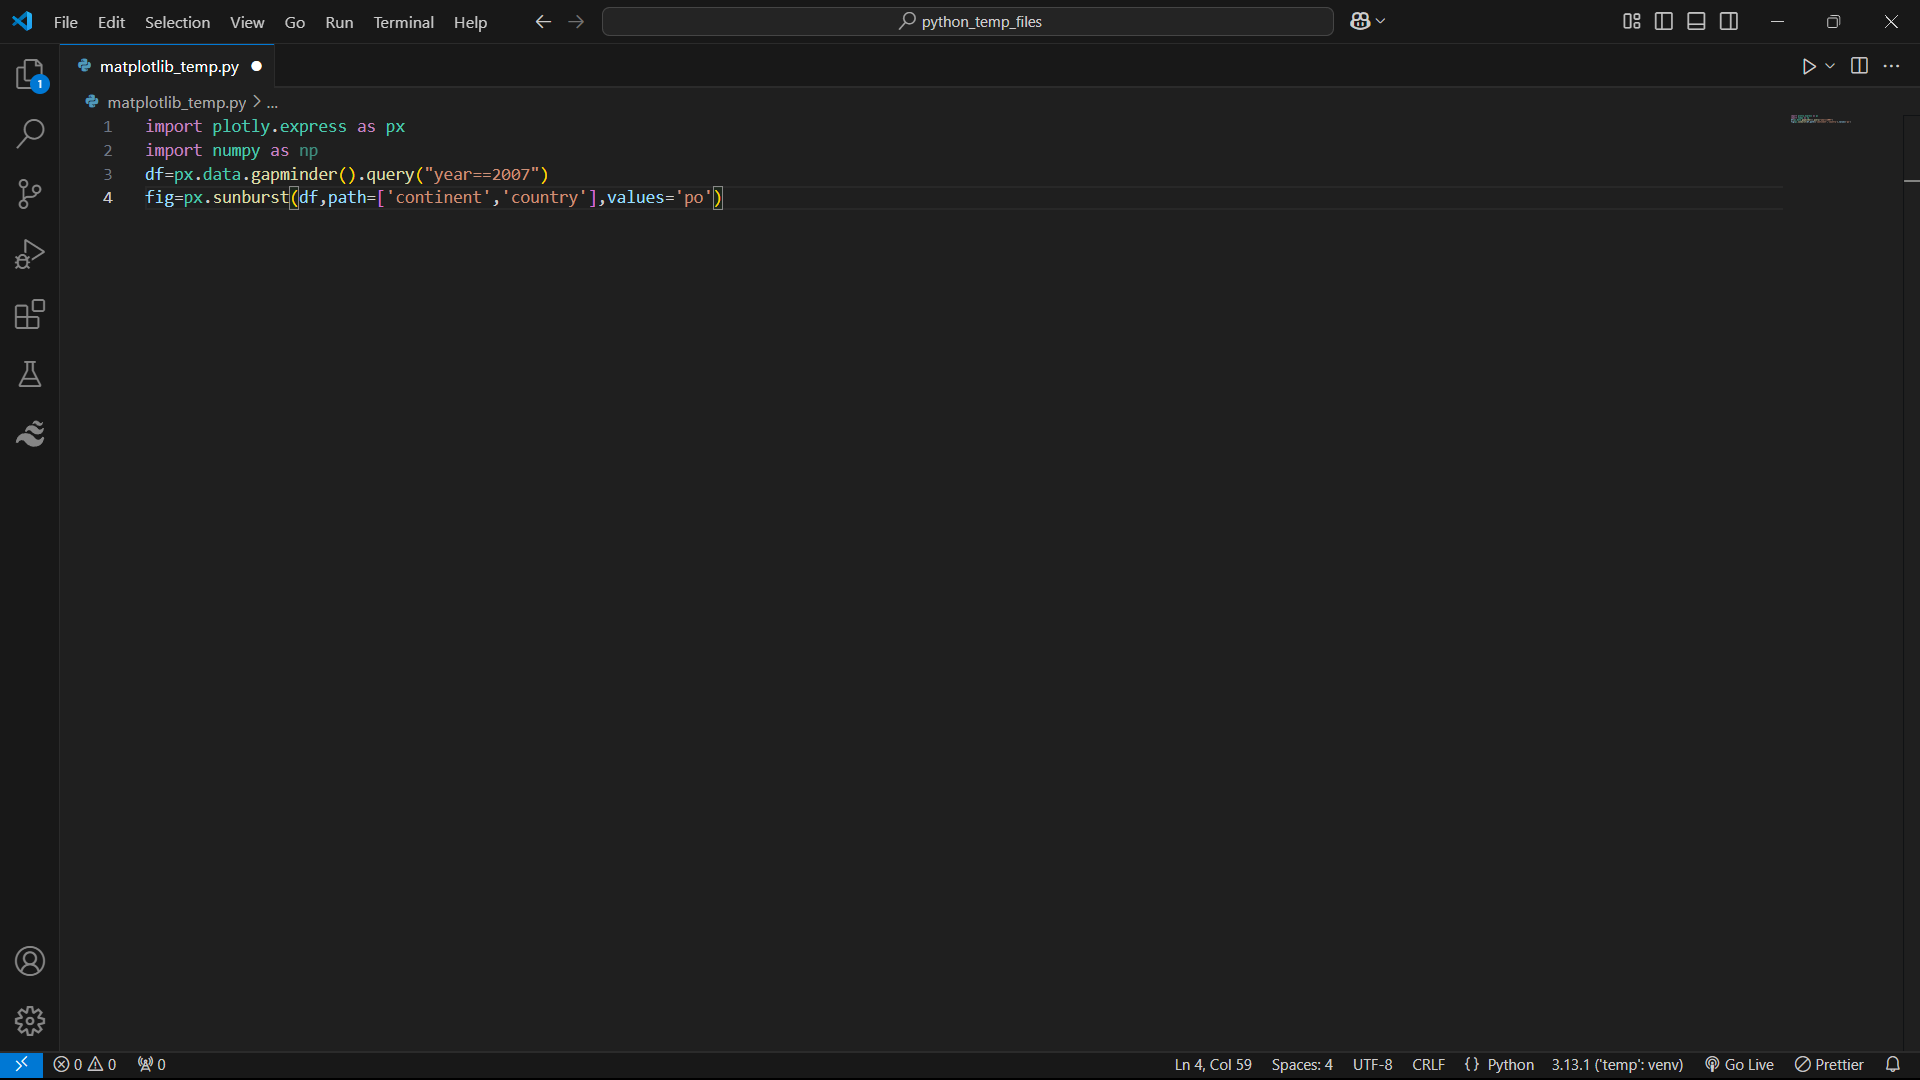 File Edit Selection View Go Run Terminal Help
python_temp_files
1
matplotlib_temp.py
matplotlib_temp.py > ...
1 import plotly.express as px
2 import numpy as np
3 df=px.data.gapminder().query("year==2007")
4 fig=px.sunburst(df,path=['continent','country'],values='po')
0 0 0
Ln 4, Col 59 Spaces: 4 UTF-8 CRLF {} Python 3.13.1 ('temp': venv) Go Live Prettier